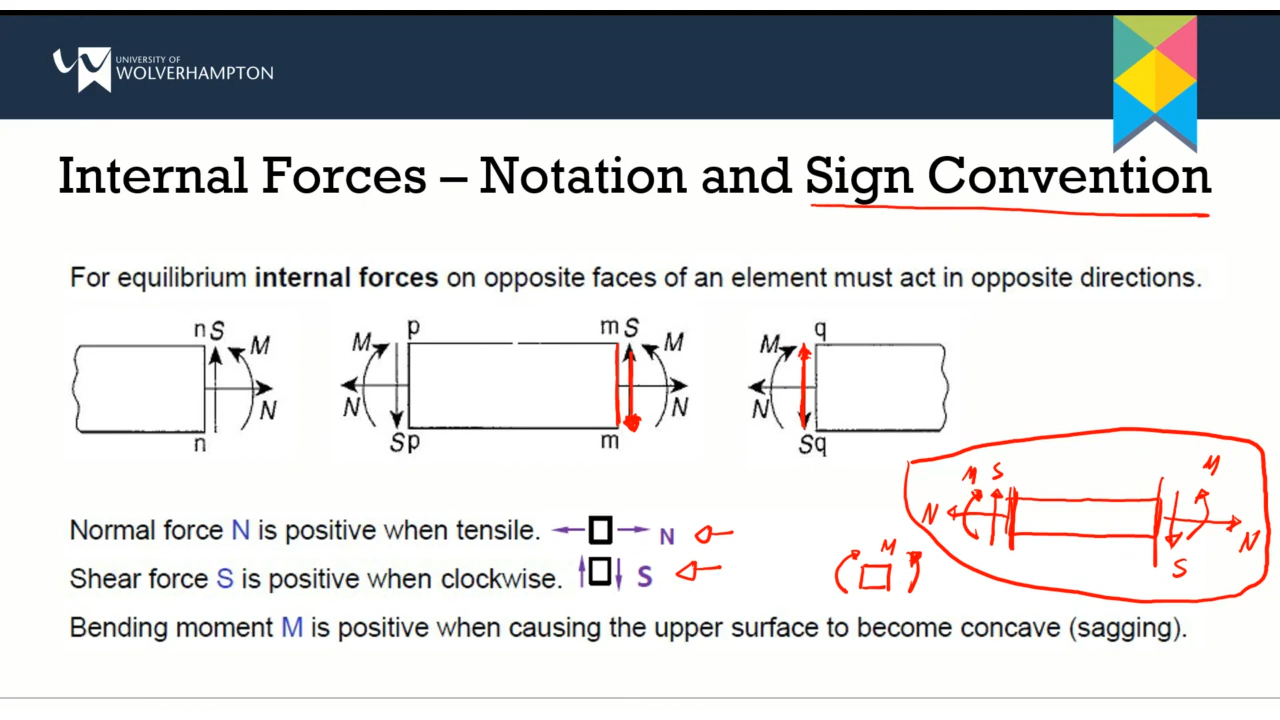 UNIVERSITY OF
WOLVERHAMPTON
Internal Forces – Notation and Sign Convention
For equilibrium internal forces on opposite faces of an element must act in opposite directions.
n S M N n
M p N S p
m S M N m
M q N S q
Normal force N is positive when tensile. N
Shear force S is positive when clockwise. S
Bending moment M is positive when causing the upper surface to become concave (sagging).
M
M S M
N N
S